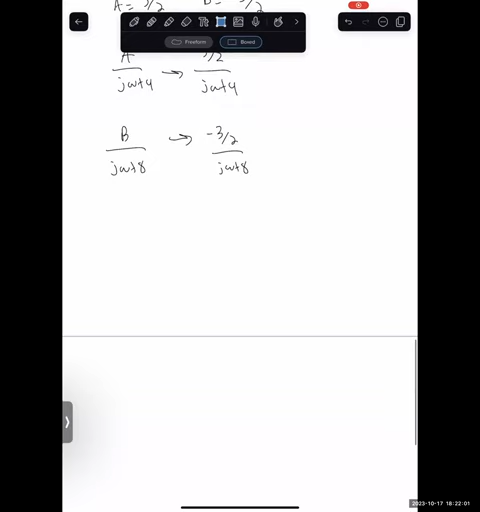 A = 3/2 B = -3/2
Freeform Boxed
A/(jω+4) → 3/2/(jω+4)
B/(jω+8) → -3/2/(jω+8)
2023-10-17 18:22:01